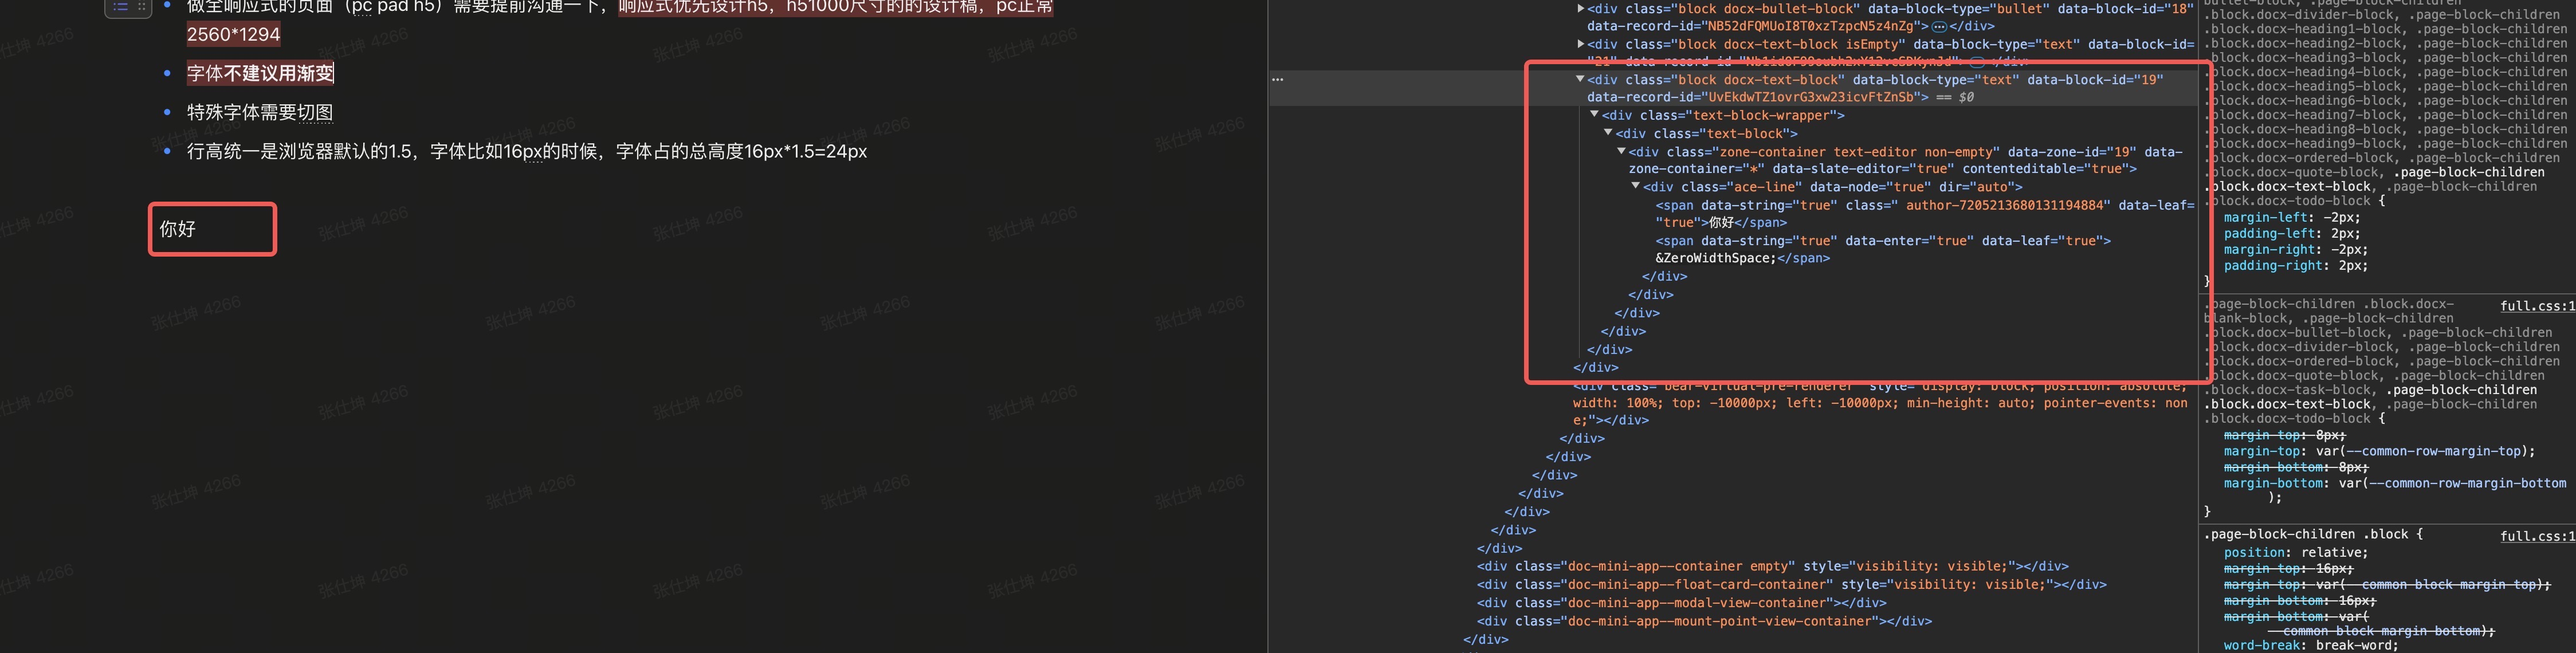 做全响应式的页面（pc pad h5）需要提前沟通一下，响应式优先设计h5，h51000尺寸的的设计稿，pc正常
2560*1294
字体不建议用渐变
特殊字体需要切图
行高统一是浏览器默认的1.5，字体比如16px的时候，字体占的总高度16px*1.5=24px
你好
张仕坤 4266
<div class="block docx-bullet-block" data-block-type="bullet" data-block-id="18"
data-record-id="NB52dFQMUoI8T0xzTzpcN5z4nZg"></div>
<div class="block docx-text-block isEmpty" data-block-type="text" data-block-id=
<div class="block docx-text-block" data-block-type="text" data-block-id="19"
data-record-id="UvEkdwTZ1ovrG3xw23icvFtZnSb"> == $0
<div class="text-block-wrapper">
<div class="text-block">
<div class="zone-container text-editor non-empty" data-zone-id="19" data-
zone-container="*" data-slate-editor="true" contenteditable="true">
<div class="ace-line" data-node="true" dir="auto">
<span data-string="true" class=" author-7205213680131194884" data-leaf=
"true">你好</span>
<span data-string="true" data-enter="true" data-leaf="true">
&ZeroWidthSpace;</span>
</div>
</div>
</div>
</div>
</div>
</div>
<div class="bear-virtual-pre-renderer" style="display: block; position: absolute;
width: 100%; top: -10000px; left: -10000px; min-height: auto; pointer-events: non
e;"></div>
</div>
</div>
</div>
</div>
</div>
</div>
</div>
<div class="doc-mini-app--container empty" style="visibility: visible;"></div>
<div class="doc-mini-app--float-card-container" style="visibility: visible;"></div>
<div class="doc-mini-app--modal-view-container"></div>
<div class="doc-mini-app--mount-point-view-container"></div>
</div>
bullet-block, .page-block-children
.block.docx-divider-block, .page-block-children
.block.docx-heading1-block, .page-block-children
.block.docx-heading2-block, .page-block-children
.block.docx-heading3-block, .page-block-children
.block.docx-heading4-block, .page-block-children
.block.docx-heading5-block, .page-block-children
.block.docx-heading6-block, .page-block-children
.block.docx-heading7-block, .page-block-children
.block.docx-heading8-block, .page-block-children
.block.docx-heading9-block, .page-block-children
.block.docx-ordered-block, .page-block-children
.block.docx-quote-block, .page-block-children
.block.docx-text-block, .page-block-children
.block.docx-todo-block {
margin-left: -2px;
padding-left: 2px;
margin-right: -2px;
padding-right: 2px;
}
.page-block-children .block.docx- full.css:1
blank-block, .page-block-children
.block.docx-bullet-block, .page-block-children
.block.docx-divider-block, .page-block-children
.block.docx-ordered-block, .page-block-children
.block.docx-quote-block, .page-block-children
.block.docx-task-block, .page-block-children
.block.docx-text-block, .page-block-children
.block.docx-todo-block {
margin-top: 8px;
margin-top: var(--common-row-margin-top);
margin-bottom: 8px;
margin-bottom: var(--common-row-margin-bottom
);
}
.page-block-children .block { full.css:1
position: relative;
margin-top: 16px;
margin-top: var(--common-block-margin-top);
margin-bottom: 16px;
margin-bottom: var(
--common-block-margin-bottom);
word-break: break-word;